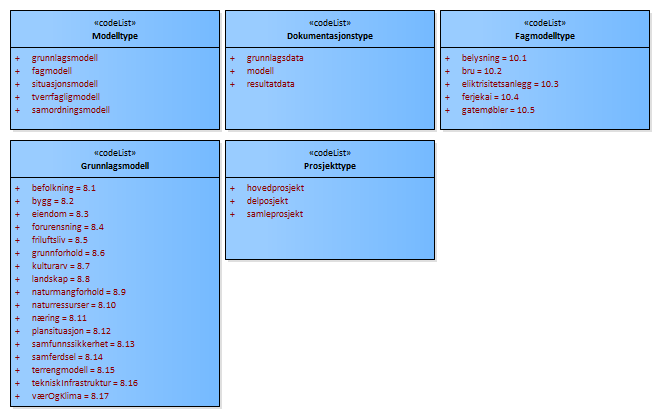 «codeList»
Modelltype
+ grunnlagsmodell
+ fagmodell
+ situasjonsmodell
+ tverrfagligmodell
+ samordningsmodell
«codeList»
Dokumentasjonstype
+ grunnlagsdata
+ modell
+ resultatdata
«codeList»
Fagmodelltype
+ belysning = 10.1
+ bru = 10.2
+ eliktrisitetsanlegg = 10.3
+ ferjekai = 10.4
+ gatemøbler = 10.5
«codeList»
Grunnlagsmodell
+ befolkning = 8.1
+ bygg = 8.2
+ eiendom = 8.3
+ forurensning = 8.4
+ friluftsliv = 8.5
+ grunnforhold = 8.6
+ kulturarv = 8.7
+ landskap = 8.8
+ naturmangforhold = 8.9
+ naturressurser = 8.10
+ næring = 8.11
+ plansituasjon = 8.12
+ samfunnssikkerhet = 8.13
+ samferdsel = 8.14
+ terrengmodell = 8.15
+ tekniskInfrastruktur = 8.16
+ værOgKlima = 8.17
«codeList»
Prosjekttype
+ hovedprosjekt
+ delposjekt
+ samleprosjekt